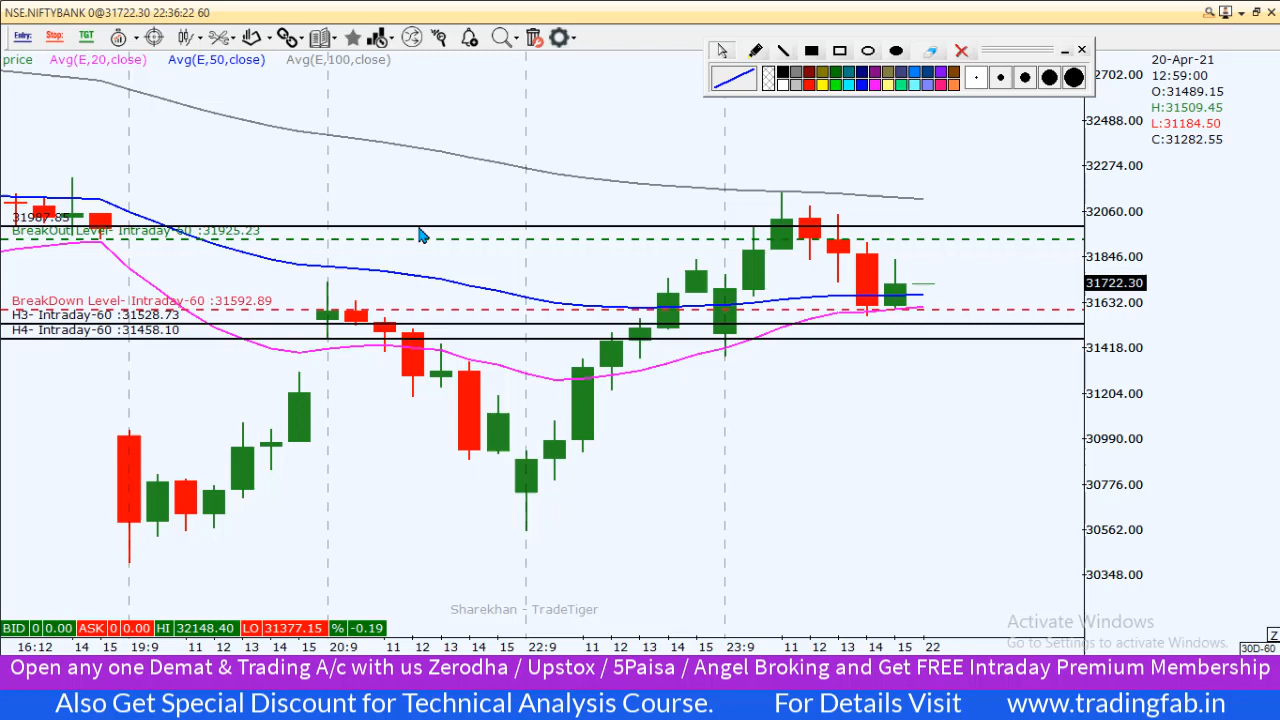 NSE.NIFTYBANK 0@31722.30 22:36:22 60
Entry: Stop: TGT
price Avg(E,20,close) Avg(E,50,close) Avg(E,100,close)
20-Apr-21
12:59:00
O:31489.15
H:31509.45
L:31184.50
C:31282.55
32702.00
32488.00
32274.00
32060.00
31846.00
31722.30
31632.00
31418.00
31204.00
30990.00
30776.00
30562.00
30348.00
31987.85
BreakOut Level- Intraday-60 :31925.23
BreakDown Level- Intraday-60 :31592.89
H3- Intraday-60 :31528.73
H4- Intraday-60 :31458.10
Sharekhan - TradeTiger
Activate Windows
Go to Settings to activate Windows.
BID 0 0.00 ASK 0 0.00 HI 32148.40 LO 31377.15 % -0.19
Z
16:12 14 15 19:9 11 12 13 14 15 20:9 11 12 13 14 15 22:9 11 12 13 14 15 23:9 11 12 13 14 15 22
30D-60
Open any one Demat & Trading A/c with us Zerodha / Upstox / 5Paisa / Angel Broking and Get FREE Intraday Premium Membership
Also Get Special Discount for Technical Analysis Course. For Details Visit www.tradingfab.in